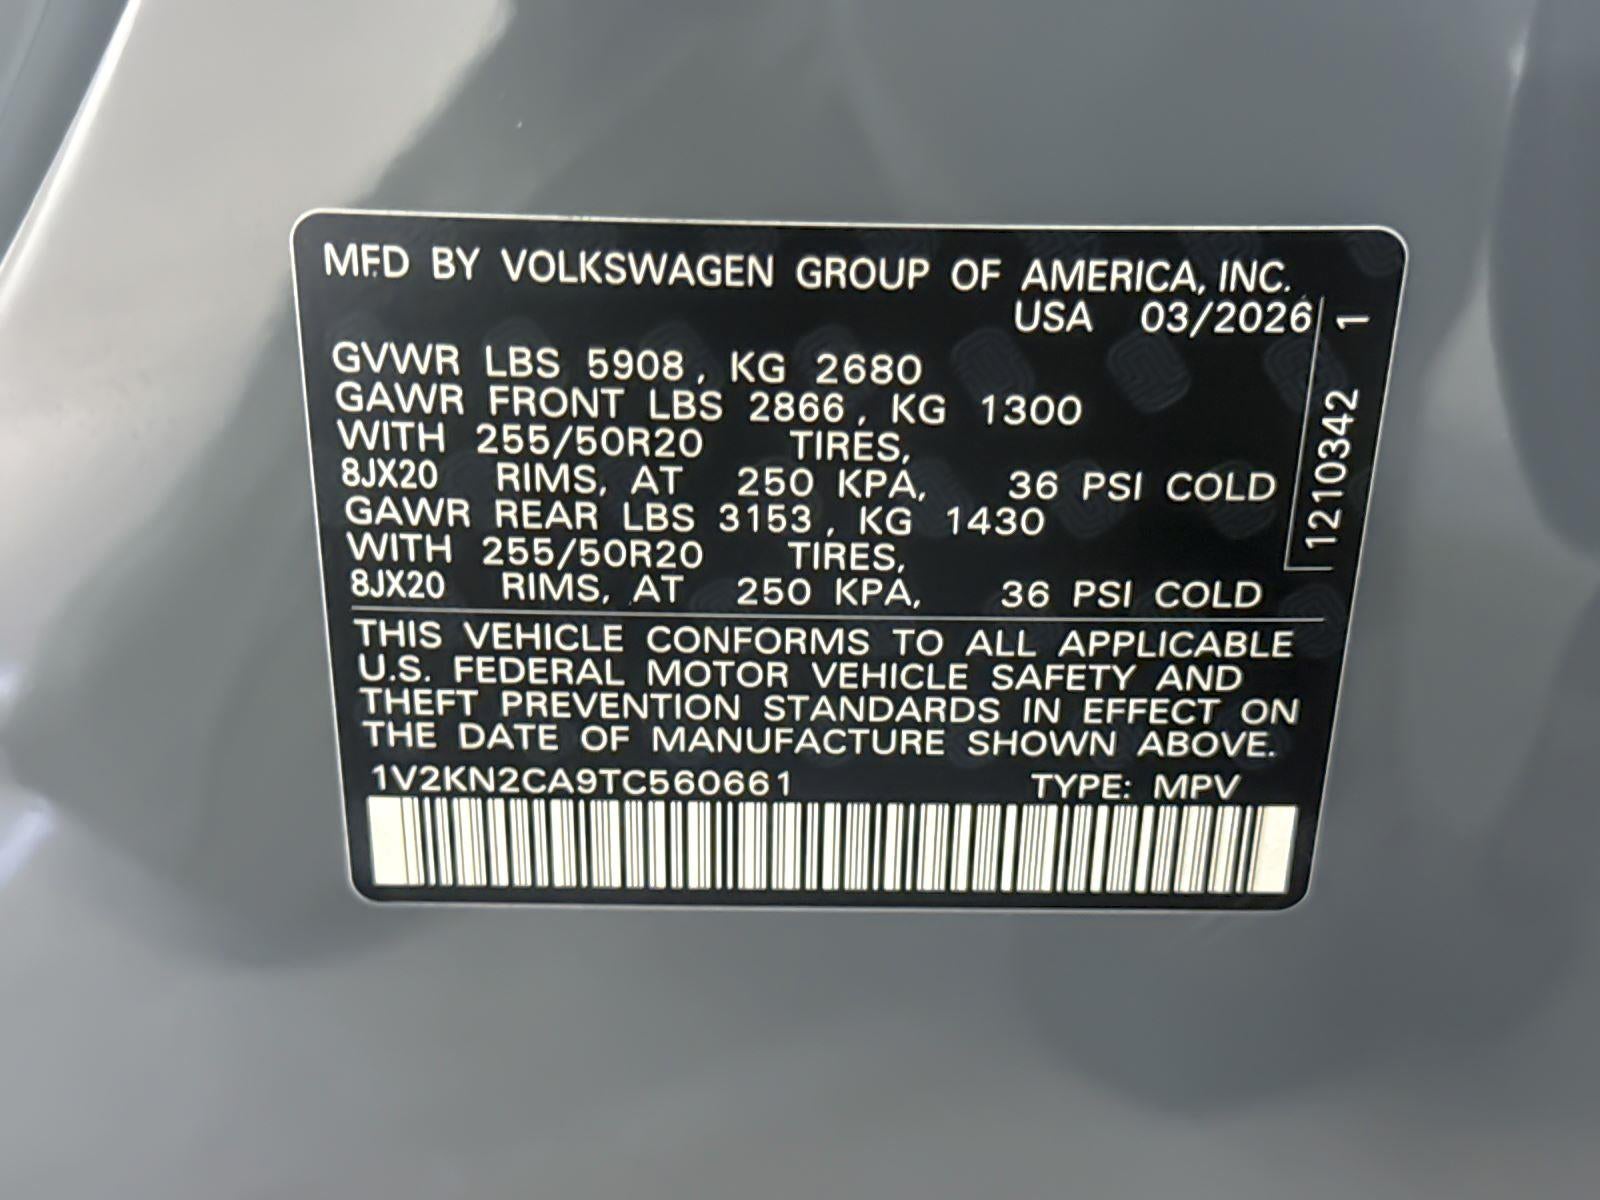 MFD BY VOLKSWAGEN GROUP OF AMERICA, INC.
USA 03/2026
GVWR LBS 5908, KG 2680
GAWR FRONT LBS 2866, KG 1300
WITH 255/50R20 TIRES,
8JX20 RIMS, AT 250 KPA, 36 PSI COLD
GAWR REAR LBS 3153, KG 1430
WITH 255/50R20 TIRES,
8JX20 RIMS, AT 250 KPA, 36 PSI COLD
THIS VEHICLE CONFORMS TO ALL APPLICABLE
U.S. FEDERAL MOTOR VEHICLE SAFETY AND
THEFT PREVENTION STANDARDS IN EFFECT ON
THE DATE OF MANUFACTURE SHOWN ABOVE.
1V2KN2CA9TC560661 TYPE: MPV
1210342 1